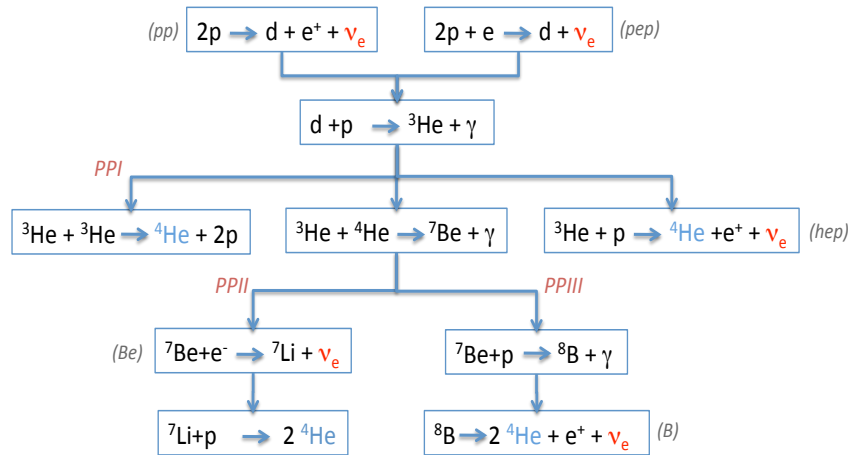 (pp) 2p → d + e⁺ + νₑ
2p + e → d + νₑ (pep)
d +p → ³He + γ
PPI
³He + ³He → ⁴He + 2p
³He + ⁴He → ⁷Be + γ
³He + p → ⁴He +e⁺ + νₑ (hep)
PPII
PPIII
(Be) ⁷Be+e⁻ → ⁷Li + νₑ
⁷Be+p → ⁸B + γ
⁷Li+p → 2 ⁴He
⁸B → 2 ⁴He + e⁺ + νₑ (B)